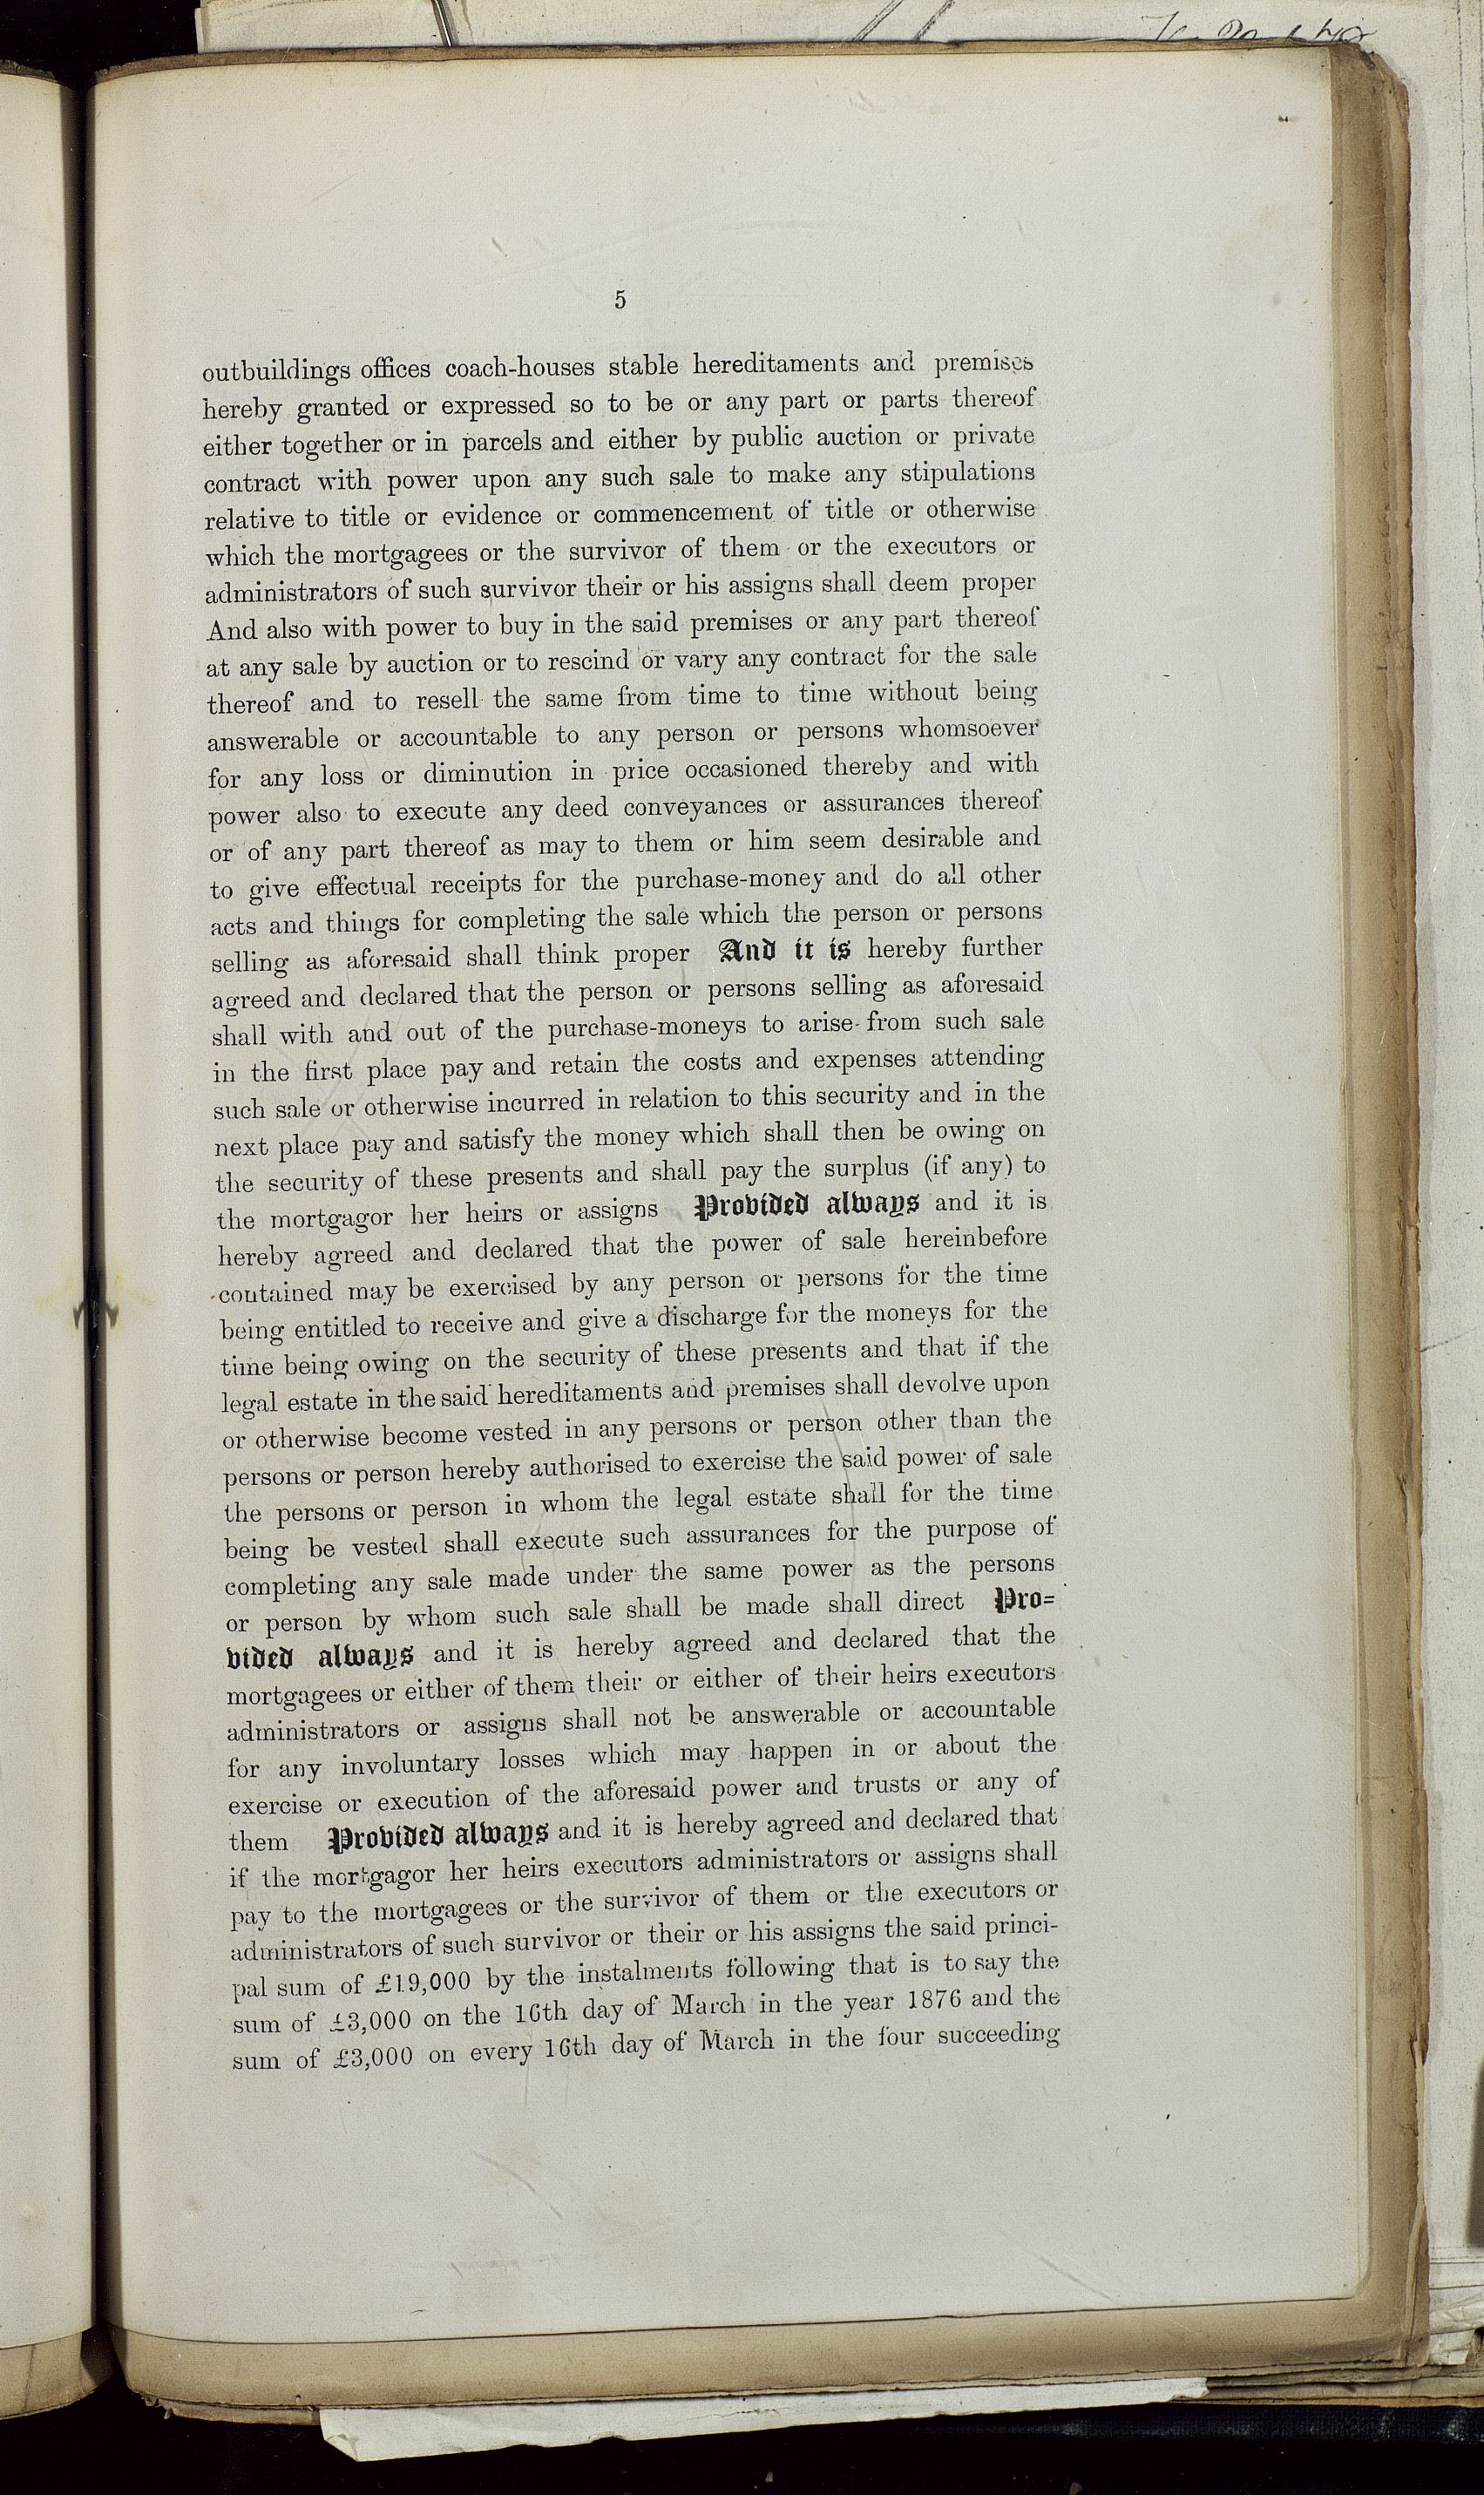 5
outbuildings offices coach-houses stable hereditaments and premises
hereby granted or expressed so to be or any part or parts thereof
either together or in parcels and either by public auction or private
contract with power upon any such sale to make any stipulations
relative to title or evidence or commencement of title or otherwise
which the mortgagees or the survivor of them or the executors or
administrators of such survivor their or his assigns shall deem proper
And also with power to buy in the said premises or any part thereof
at any sale by auction or to rescind or vary any contract for the sale
thereof and to resell the same from time to time without being
answerable or accountable to any person or persons whomsoever
for any loss or diminution in price occasioned thereby and with
power also to execute any deed conveyances or assurances thereof
or of any part thereof as may to them or him seem desirable and
to give effectual receipts for the purchase-money and do all other
acts and things for completing the sale which the person or persons
selling as aforesaid shall think proper And it is hereby further
agreed and declared that the person or persons selling as aforesaid
shall with and out of the purchase-moneys to arise from such sale
in the first place pay and retain the costs and expenses attending
such sale or otherwise incurred in relation to this security and in the
next place pay and satisfy the money which shall then be owing on
the security of these presents and shall pay the surplus (if any) to
the mortgagor her heirs or assigns Provided always and it is
hereby agreed and declared that the power of sale hereinbefore
contained may be exercised by any person or persons for the time
being entitled to receive and give a discharge for the moneys for the
time being owing on the security of these presents and that if the
legal estate in the said hereditaments and premises shall devolve upon
or otherwise become vested in any persons or person other than the
persons or person hereby authorised to exercise the said power of sale
the persons or person in whom the legal estate shall for the time
being be vested shall execute such assurances for the purpose of
completing any sale made under the same power as the persons
or person by whom such sale shall be made shall direct Pro=
vided always and it is hereby agreed and declared that the
mortgagees or either of them their or either of their heirs executors
administrators or assigns shall not be answerable or accountable
for any involuntary losses which may happen in or about the
exercise or execution of the aforesaid power and trusts or any of
them Provided always and it is hereby agreed and declared that
if the mortgagor her heirs executors administrators or assigns shall
pay to the mortgagees or the survivor of them or the executors or
administrators of such survivor or their or his assigns the said princi-
pal sum of £19,000 by the instalments following that is to say the
sum of £3,000 on the 16th day of March in the year 1876 and the
sum of £3,000 on every 16th day of March in the four succeeding